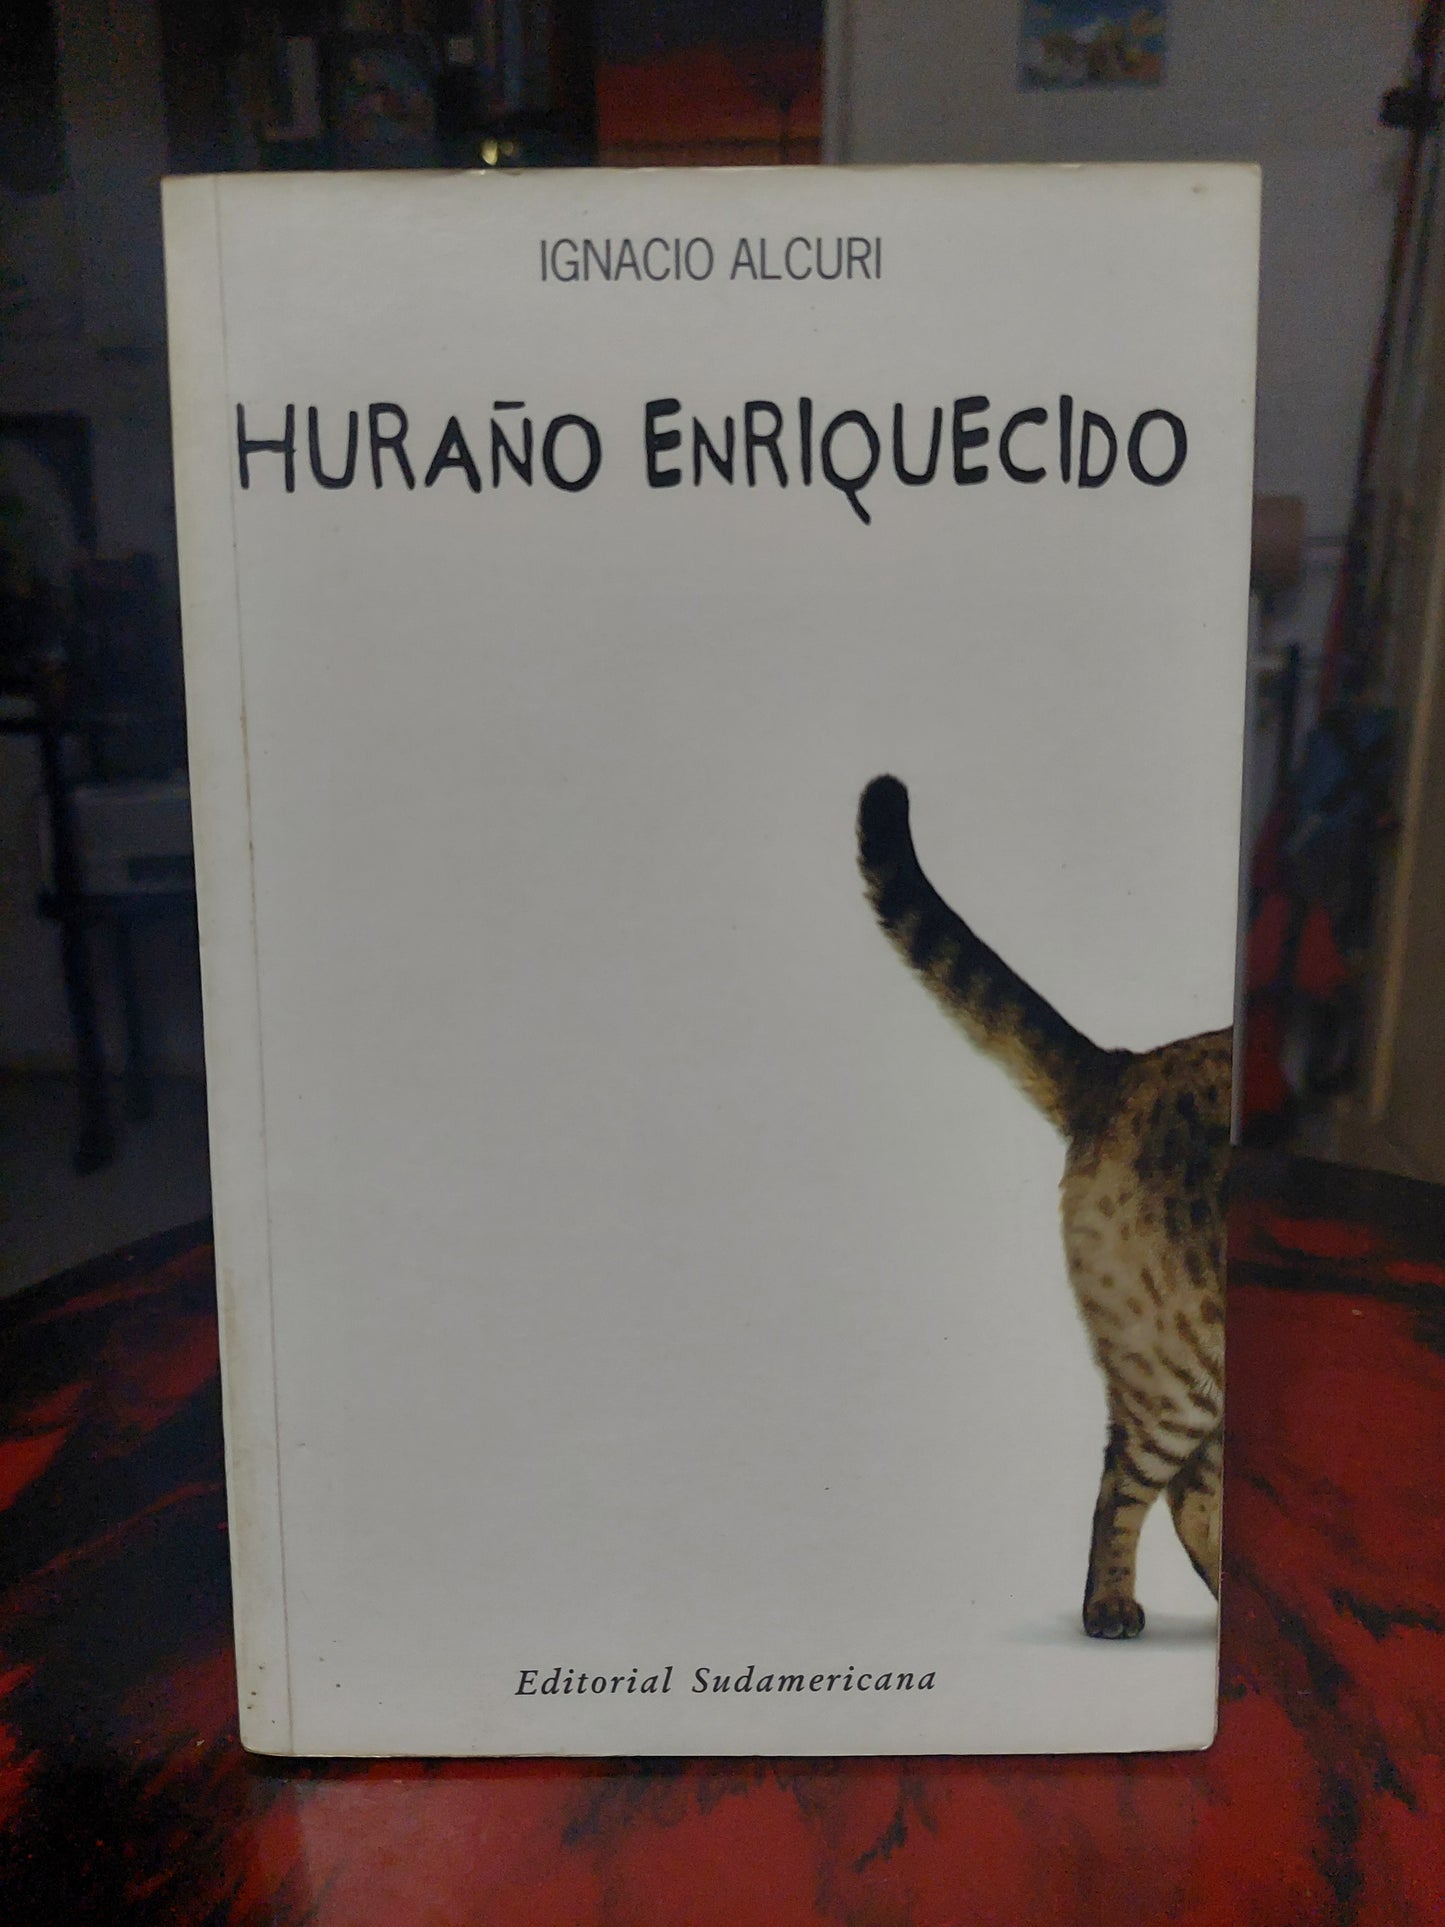 IGNACIO ALCURI
HURAÑO ENRIQUECIDO
Editorial Sudamericana